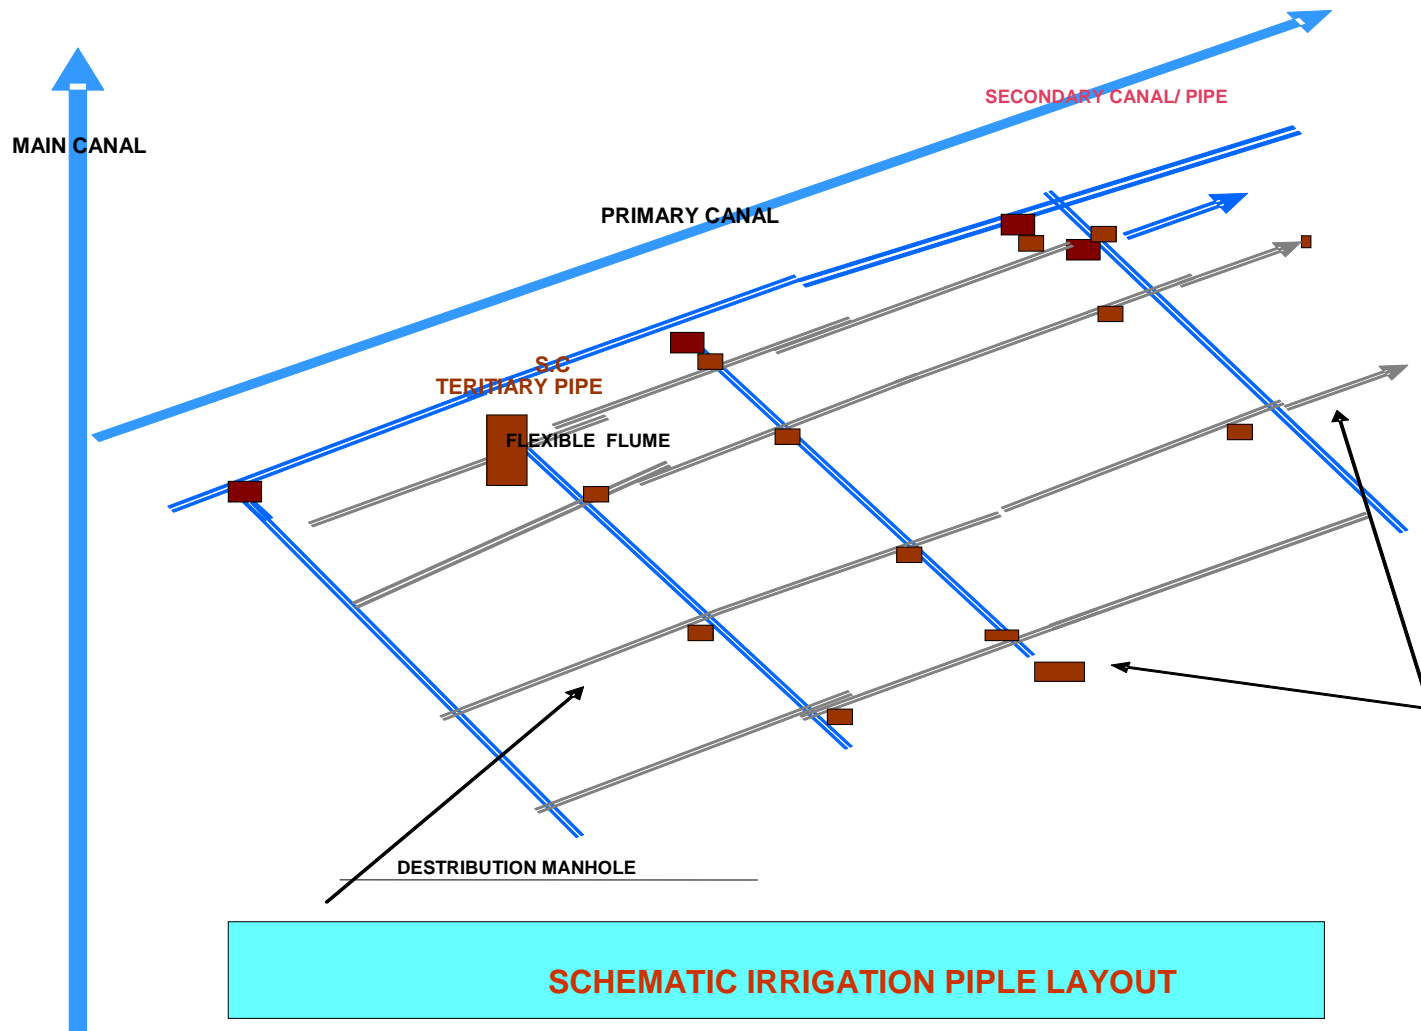 SECONDARY CANAL/ PIPE
MAIN CANAL
PRIMARY CANAL
S.C
TERITIARY PIPE
FLEXIBLE FLUME
DESTRIBUTION MANHOLE
SCHEMATIC IRRIGATION PIPLE LAYOUT